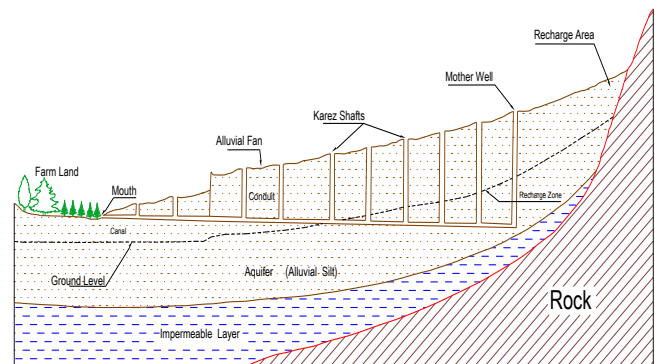 Recharge Area
Mother Well
Karez Shafts
Alluvial Fan
Farm Land
Mouth
Conduit
Recharge Zone
Canal
Ground Level
Aquifer (Alluvial Silt)
Rock
Impermeable Layer